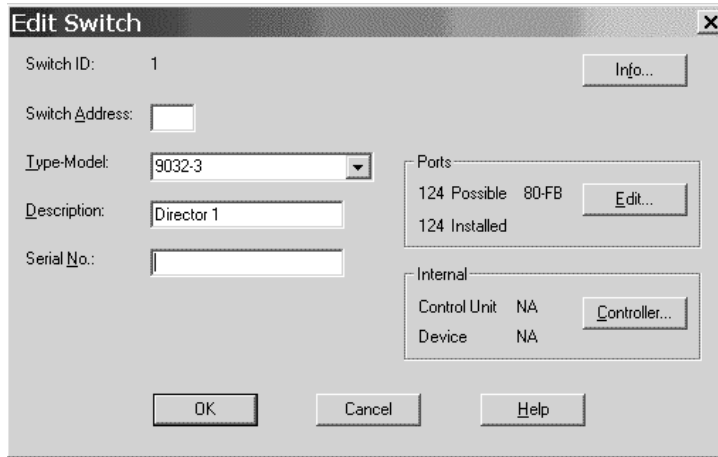 Edit Switch
Switch ID: 1
Info...
Switch Address:
Type-Model: 9032-3
Description: Director 1
Serial No.:
Ports
124 Possible 80-FB
Edit...
124 Installed
Internal
Control Unit NA
Controller...
Device NA
OK Cancel Help